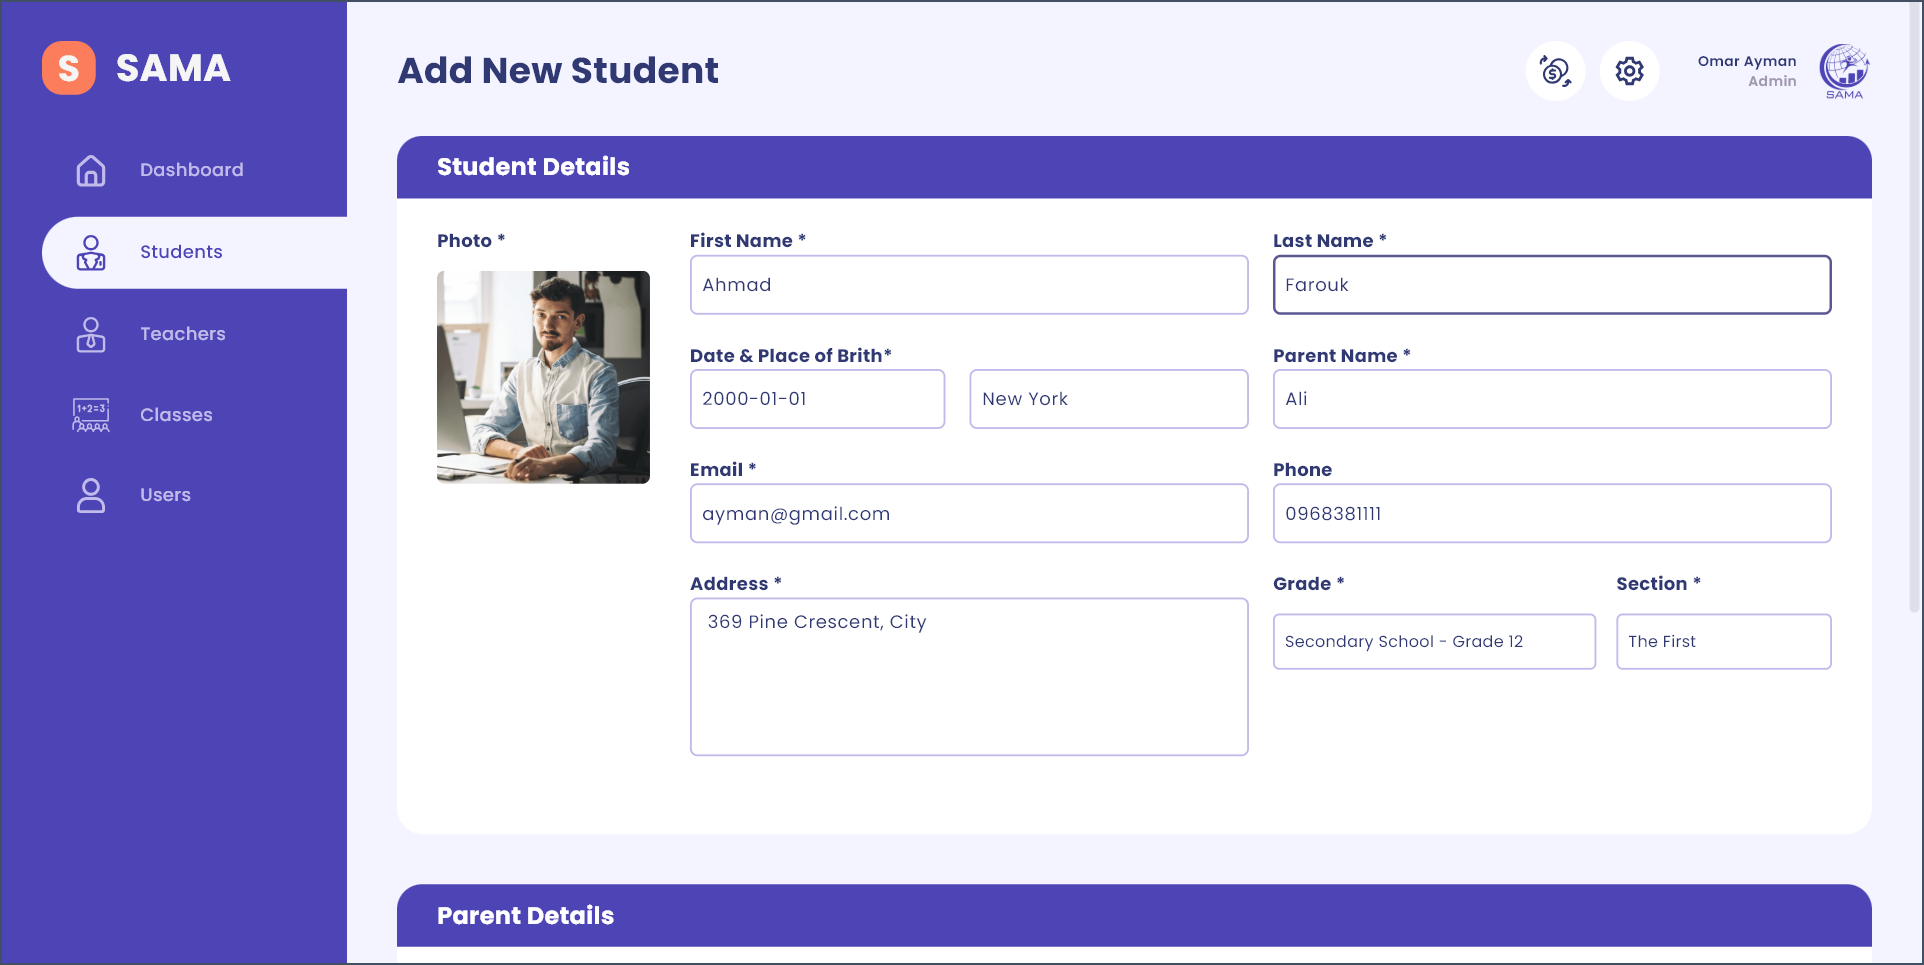 S SAMA
Dashboard
Students
Teachers
1+2=3
Classes
Users
Add New Student
Omar Ayman
Admin
SAMA
Student Details
Photo *
First Name *
Ahmad
Last Name *
Farouk
Date & Place of Brith*
2000-01-01
New York
Parent Name *
Ali
Email *
ayman@gmail.com
Phone
0968381111
Address *
369 Pine Crescent, City
Grade *
Secondary School - Grade 12
Section *
The First
Parent Details